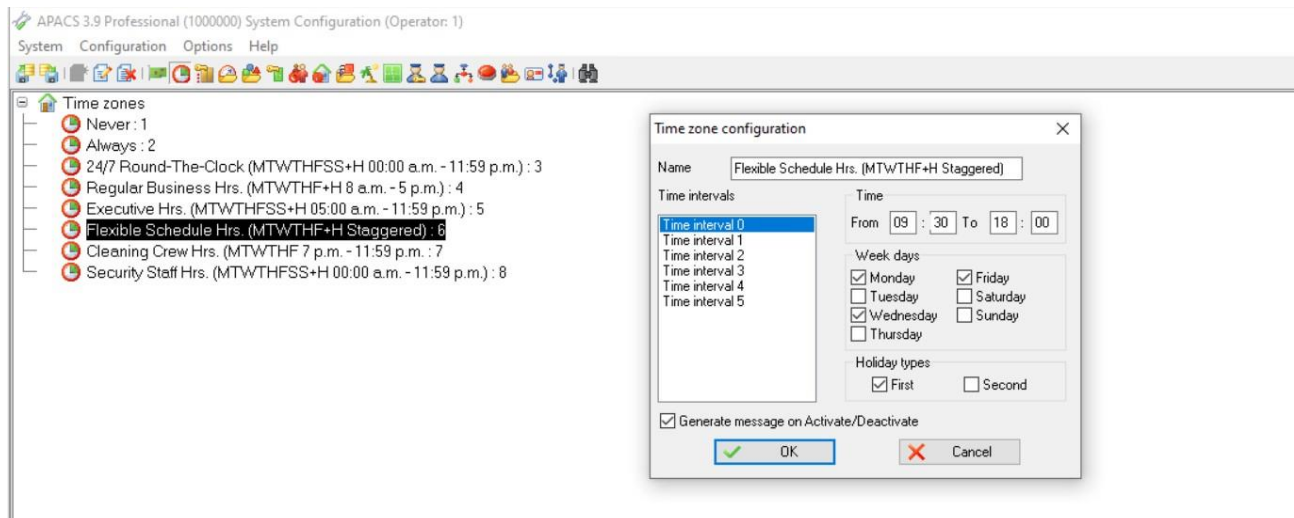 APACS 3.9 Professional (1000000) System Configuration (Operator: 1)
System Configuration Options Help
Time zones
Never : 1
Always : 2
24/7 Round-The-Clock (MTWTHFSS+H 00:00 a.m. - 11:59 p.m.) : 3
Regular Business Hrs. (MTWTHF+H 8 a.m. - 5 p.m.) : 4
Executive Hrs. (MTWTHFSS+H 05:00 a.m. - 11:59 p.m.) : 5
Flexible Schedule Hrs. (MTWTHF+H Staggered) : 6
Cleaning Crew Hrs. (MTWTHF 7 p.m. - 11:59 p.m. : 7
Security Staff Hrs. (MTWTHFSS+H 00:00 a.m. - 11:59 p.m.) : 8
Time zone configuration
Name Flexible Schedule Hrs. (MTWTHF+H Staggered)
Time intervals
Time interval 0
Time interval 1
Time interval 2
Time interval 3
Time interval 4
Time interval 5
Time
From 09 : 30 To 18 : 00
Week days
Monday Friday
Tuesday Saturday
Wednesday Sunday
Thursday
Holiday types
First Second
Generate message on Activate/Deactivate
OK Cancel